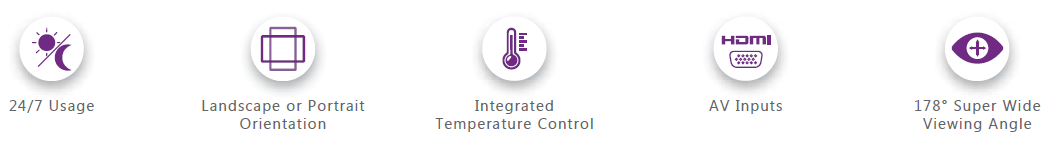 HDMI
24/7 Usage
Landscape or Portrait
Orientation
Integrated
Temperature Control
AV Inputs
178° Super Wide
Viewing Angle